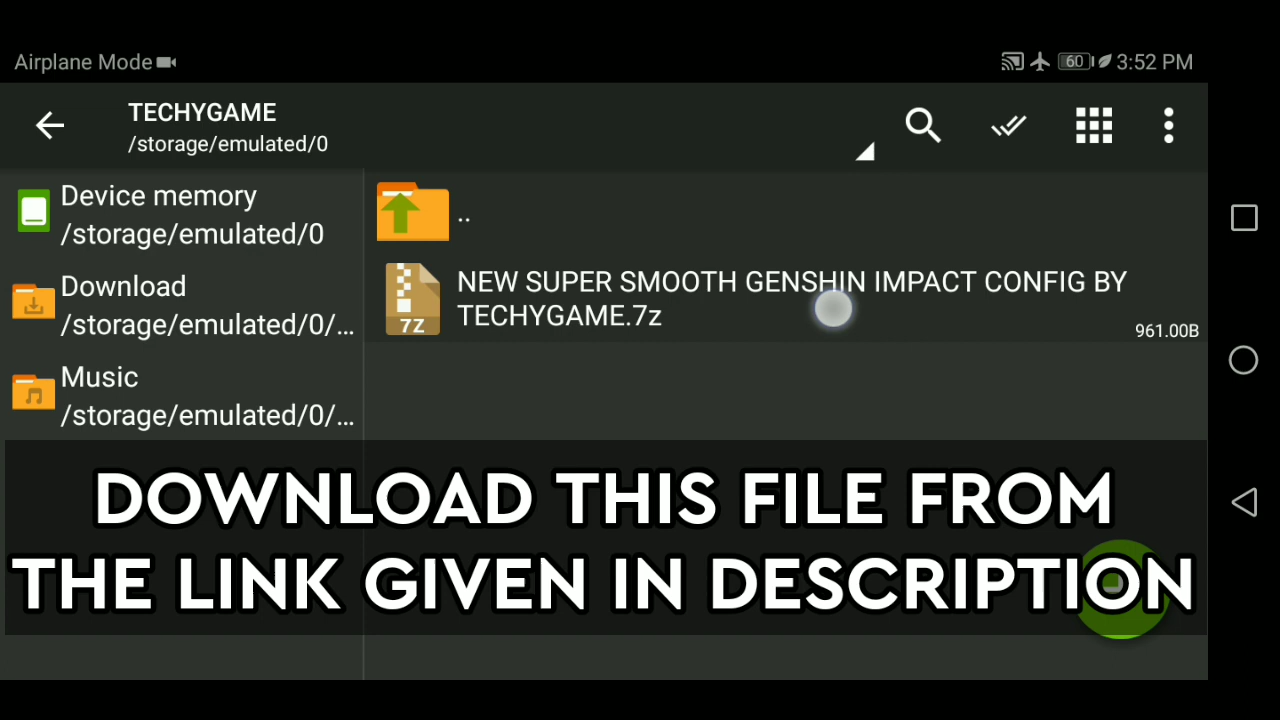 Airplane Mode
60
3:52 PM
TECHYGAME
/storage/emulated/0
Device memory
/storage/emulated/0
..
Download
/storage/emulated/0/...
NEW SUPER SMOOTH GENSHIN IMPACT CONFIG BY
TECHYGAME.7z
7Z
961.00B
Music
/storage/emulated/0/...
DOWNLOAD THIS FILE FROM
THE LINK GIVEN IN DESCRIPTION